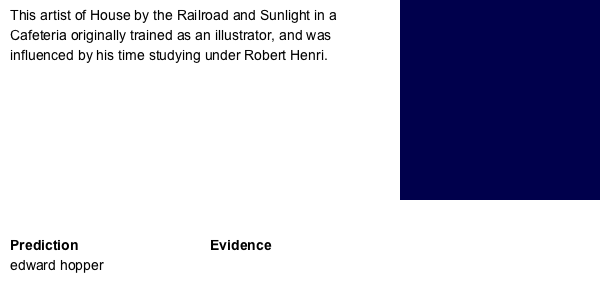 This artist of House by the Railroad and Sunlight in a
Cafeteria originally trained as an illustrator, and was
influenced by his time studying under Robert Henri.
Prediction Evidence
edward hopper